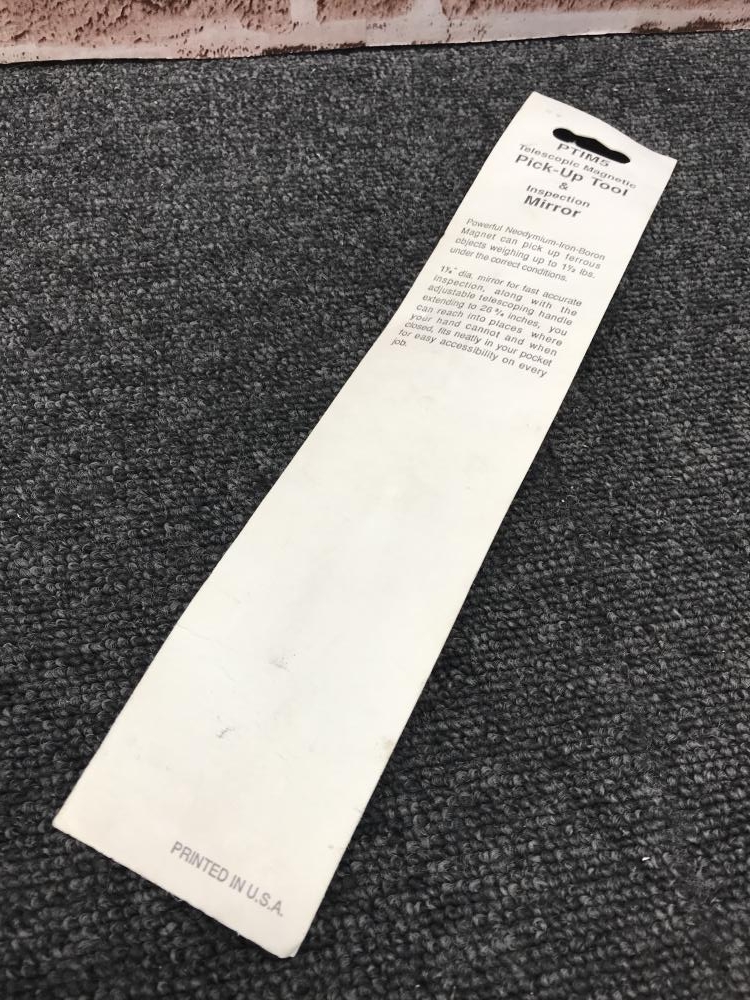 PTIM5
Telescopic Magnetic
Pick-Up Tool
&
Inspection
Mirror
Powerful Neodymium-Iron-Boron
Magnet can pick up ferrous
objects weighing up to 1½ lbs.
under the correct conditions.
dia. mirror for fast accurate
inspection, along with the
adjustable telescoping handle
extending to 26 ¾ inches, you
can reach into places where
your hand cannot and when
closed, fits neatly in your pocket
for easy accessibility on every
job.
PRINTED IN U.S.A.